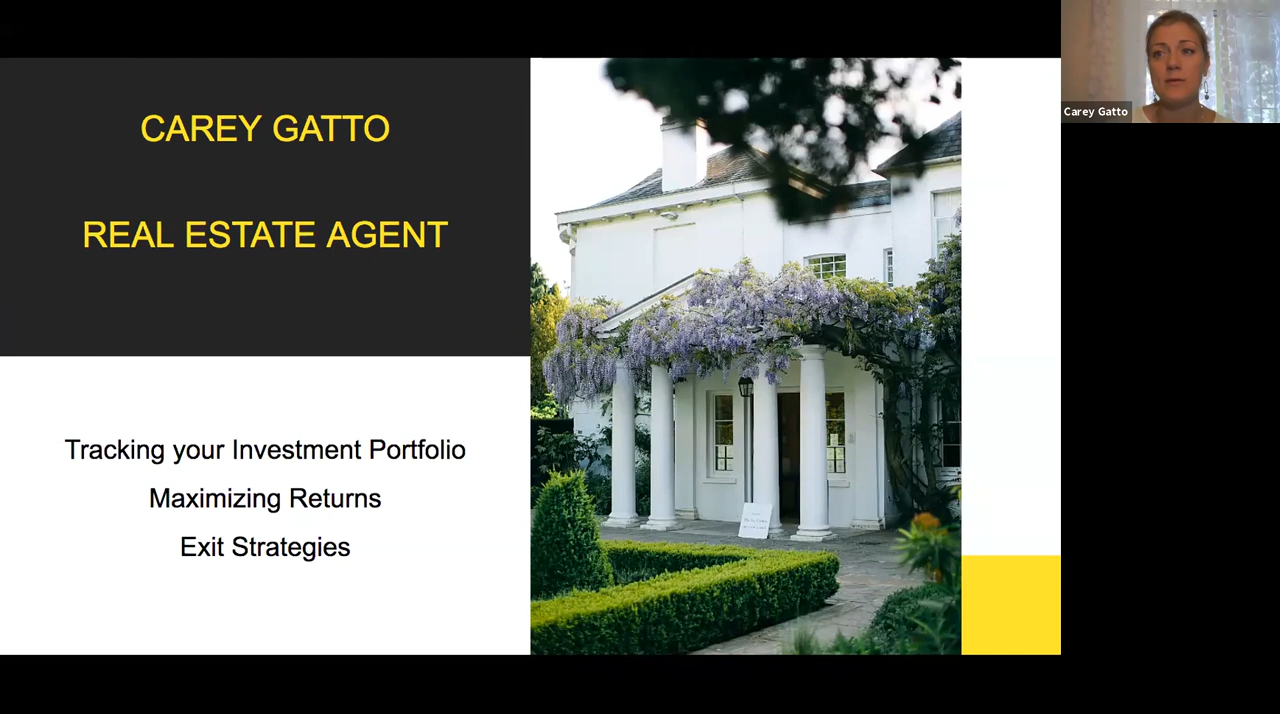 CAREY GATTO
REAL ESTATE AGENT
Tracking your Investment Portfolio
Maximizing Returns
Exit Strategies
Carey Gatto